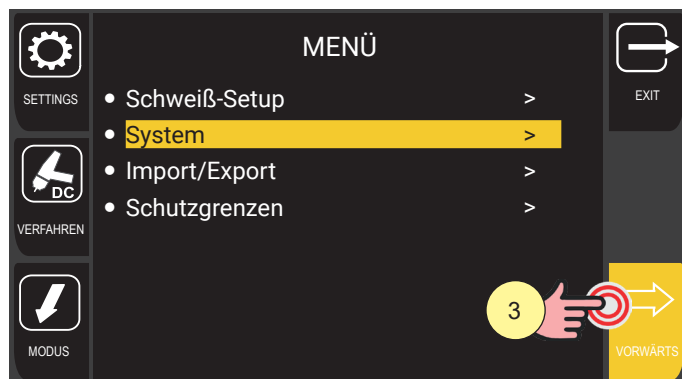 MENÜ
SETTINGS
EXIT
• Schweiß-Setup >
• System >
• Import/Export >
• Schutzgrenzen >
DC
VERFAHREN
MODUS
3
VORWÄRTS